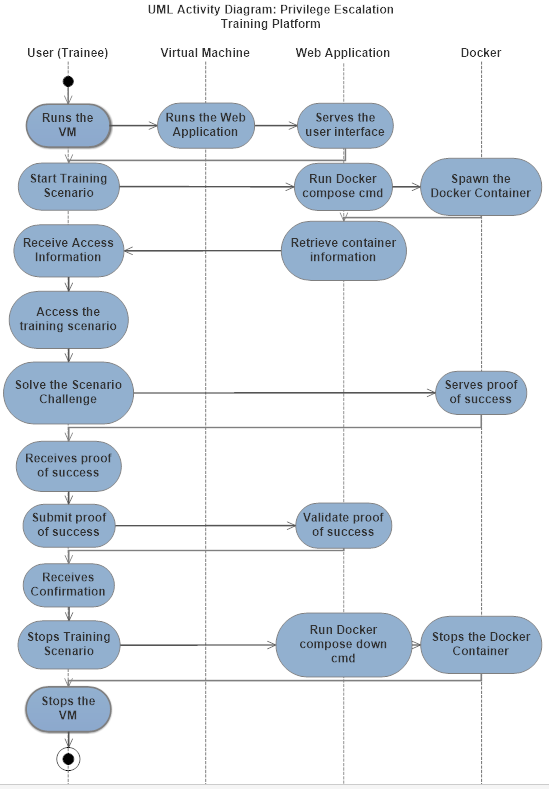 UML Activity Diagram: Privilege Escalation
Training Platform
User (Trainee)
Virtual Machine
Web Application
Docker
Runs the
VM
Runs the Web
Application
Serves the
user interface
Start Training
Scenario
Run Docker
compose cmd
Spawn the
Docker Container
Receive Access
Information
Retrieve container
information
Access the
training scenario
Solve the Scenario
Challenge
Serves proof
of success
Receives proof
of success
Submit proof
of success
Validate proof
of success
Receives
Confirmation
Stops Training
Scenario
Run Docker
compose down
cmd
Stops the Docker
Container
Stops the
VM